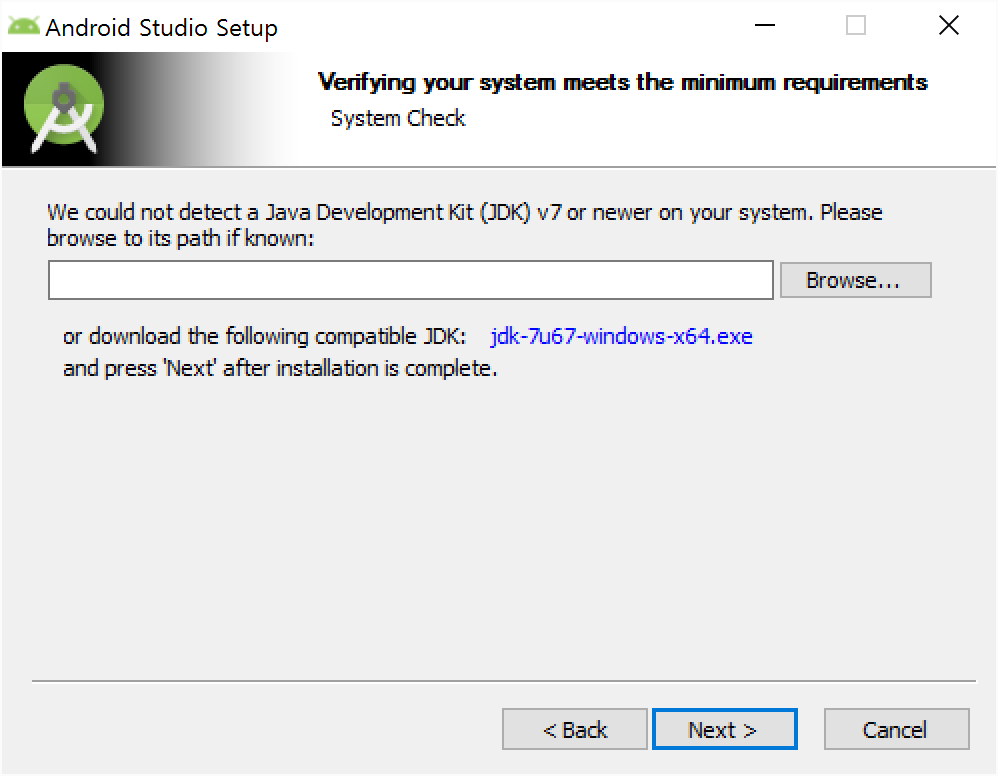 Android Studio Setup
Verifying your system meets the minimum requirements
System Check
We could not detect a Java Development Kit (JDK) v7 or newer on your system. Please
browse to its path if known:
Browse...
or download the following compatible JDK: jdk-7u67-windows-x64.exe
and press 'Next' after installation is complete.
< Back Next > Cancel